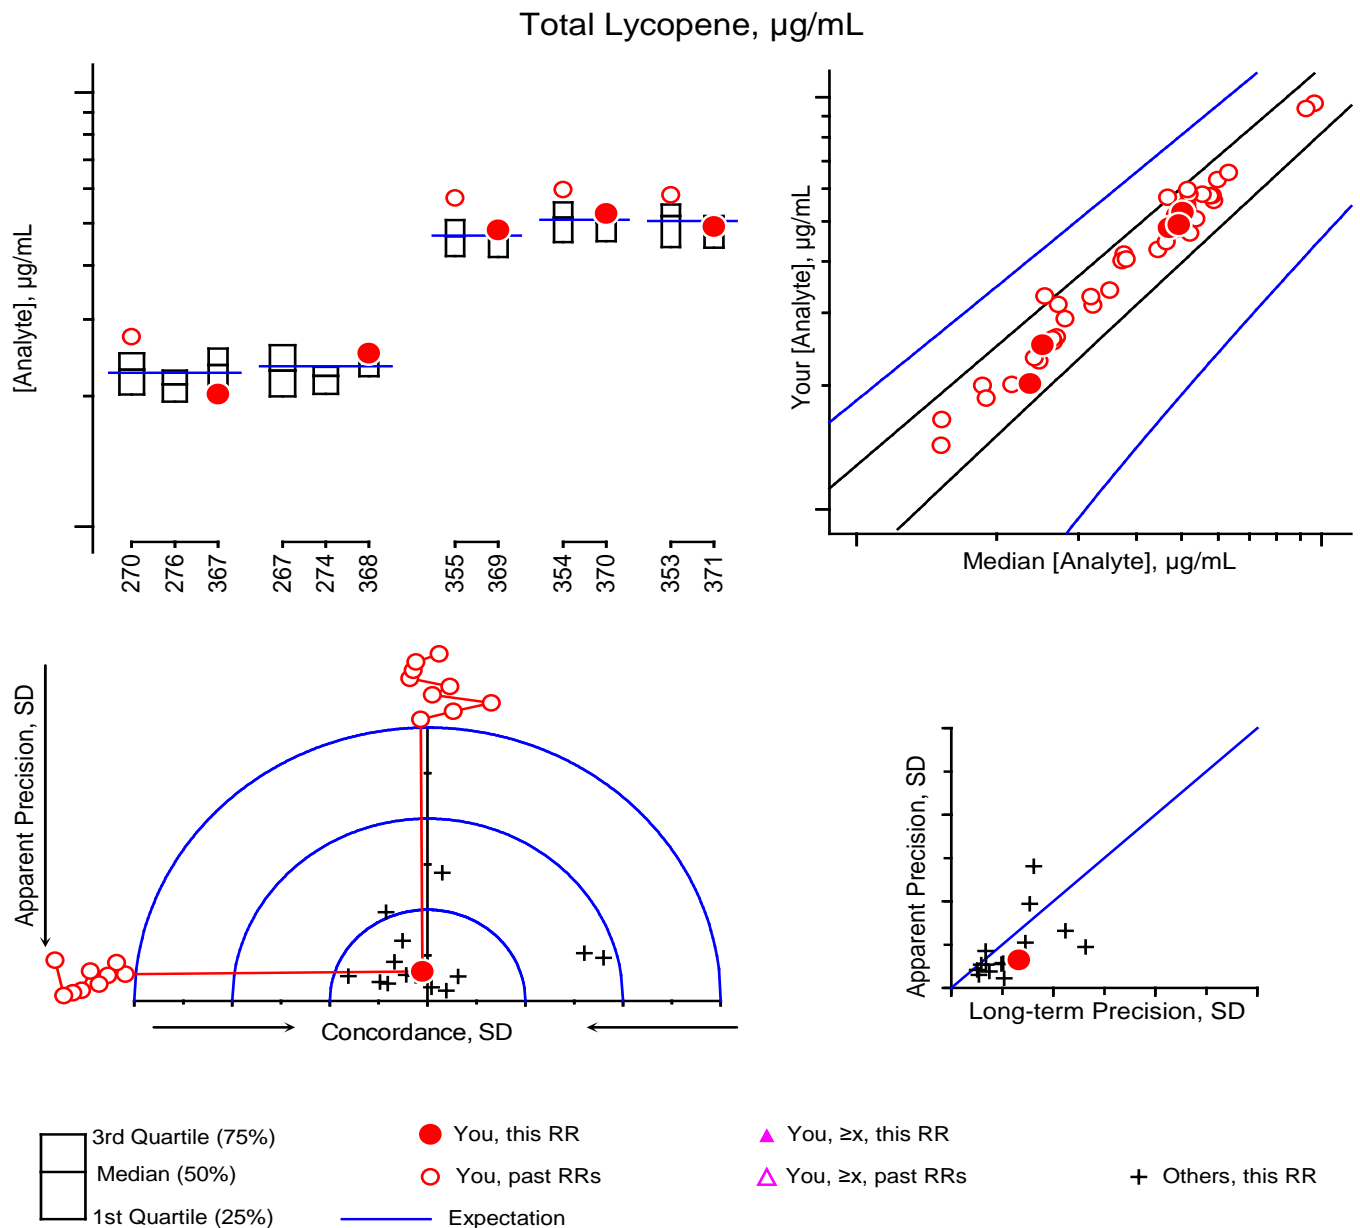 Total Lycopene, µg/mL
[Analyte], µg/mL
270 276 367 267 274 368 355 369 354 370 353 371
Your [Analyte], µg/mL
Median [Analyte], µg/mL
Apparent Precision, SD
Concordance, SD
Apparent Precision, SD
Long-term Precision, SD
3rd Quartile (75%)
Median (50%)
1st Quartile (25%)
You, this RR
You, past RRs
Expectation
You, ≥x, this RR
You, ≥x, past RRs
Others, this RR